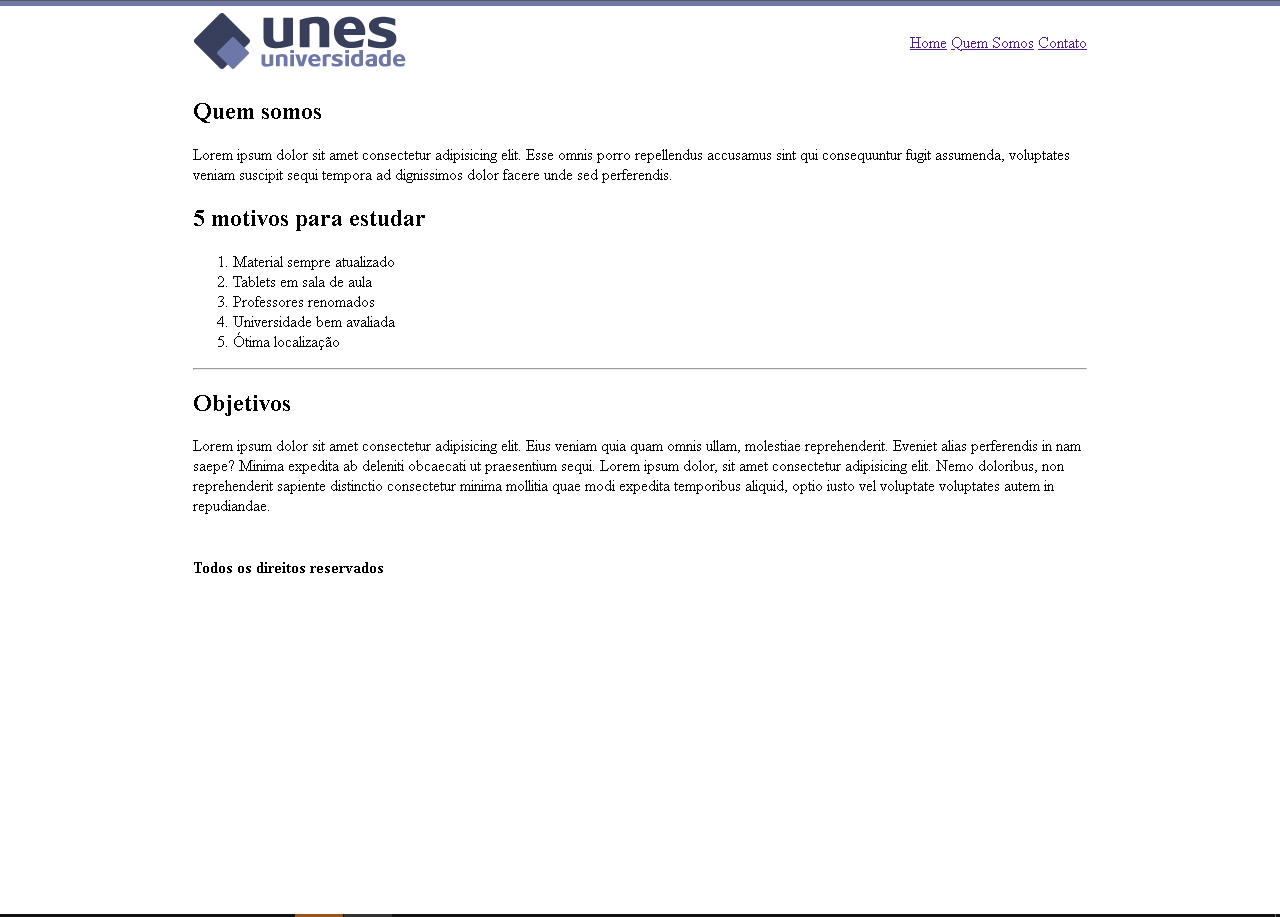 unes
universidade
Home Quem Somos Contato
Quem somos
Lorem ipsum dolor sit amet consectetur adipisicing elit. Esse omnis porro repellendus accusamus sint qui consequuntur fugit assumenda, voluptates
veniam suscipit sequi tempora ad dignissimos dolor facere unde sed perferendis.
5 motivos para estudar
1. Material sempre atualizado
2. Tablets em sala de aula
3. Professores renomados
4. Universidade bem avaliada
5. Ótima localização
Objetivos
Lorem ipsum dolor sit amet consectetur adipisicing elit. Eius veniam quia quam omnis ullam, molestiae reprehenderit. Eveniet alias perferendis in nam
saepe? Minima expedita ab deleniti obcaecati ut praesentium sequi. Lorem ipsum dolor, sit amet consectetur adipisicing elit. Nemo doloribus, non
reprehenderit sapiente distinctio consectetur minima mollitia quae modi expedita temporibus aliquid, optio iusto vel voluptate voluptates autem in
repudiandae.
Todos os direitos reservados